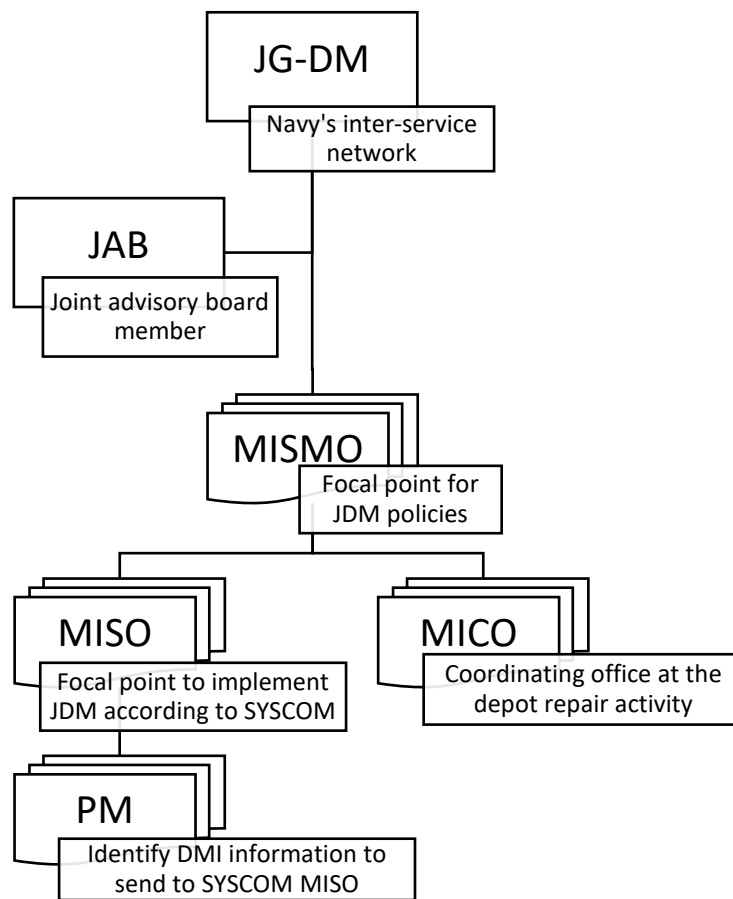 JG-DM
Navy's inter-service
network
JAB
Joint advisory board
member
MISMO
Focal point for
JDM policies
MISO
Focal point to implement
JDM according to SYSCOM
MICO
Coordinating office at the
depot repair activity
PM
Identify DMI information to
send to SYSCOM MISO